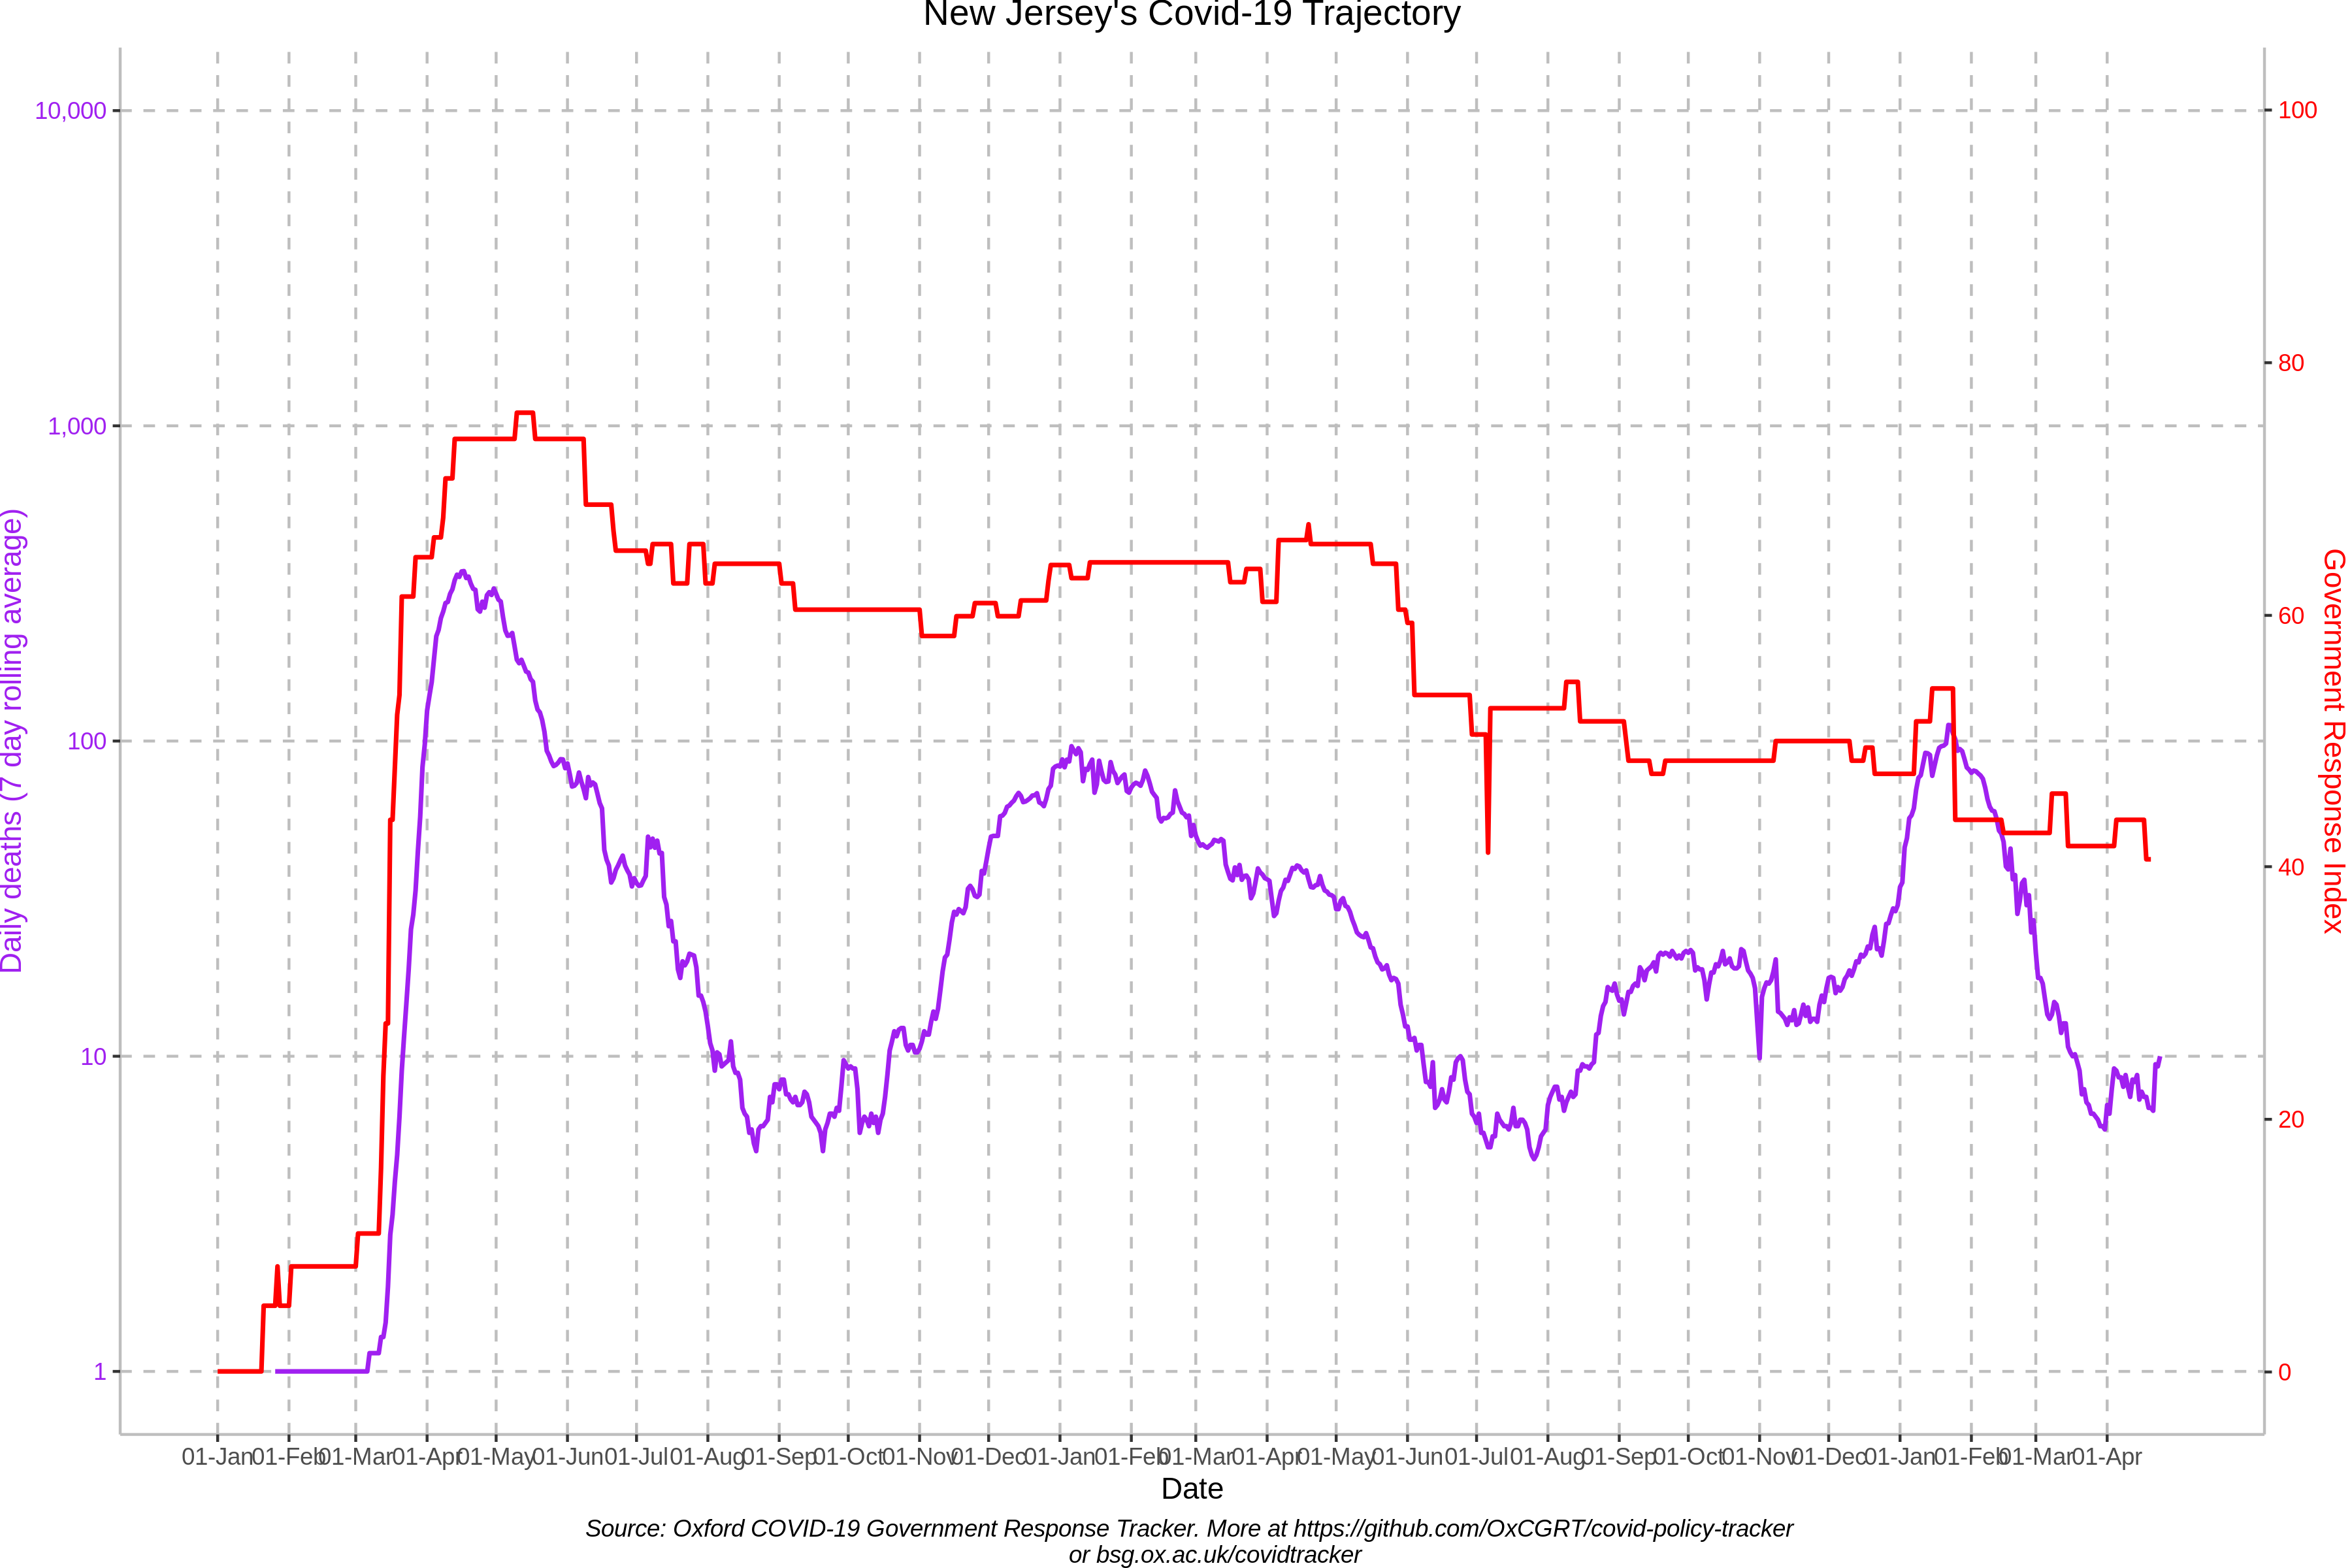 New Jersey's Covid-19 Trajectory
10,000
1,000
100
10
1
Daily deaths (7 day rolling average)
100
80
60
40
20
0
Government Response Index
01-Jan 01-Feb 01-Mar 01-Apr 01-May 01-Jun 01-Jul 01-Aug 01-Sep 01-Oct 01-Nov 01-Dec 01-Jan 01-Feb 01-Mar 01-Apr 01-May 01-Jun 01-Jul 01-Aug 01-Sep 01-Oct 01-Nov 01-Dec 01-Jan 01-Feb 01-Mar 01-Apr
Date
Source: Oxford COVID-19 Government Response Tracker. More at https://github.com/OxCGRT/covid-policy-tracker
or bsg.ox.ac.uk/covidtracker